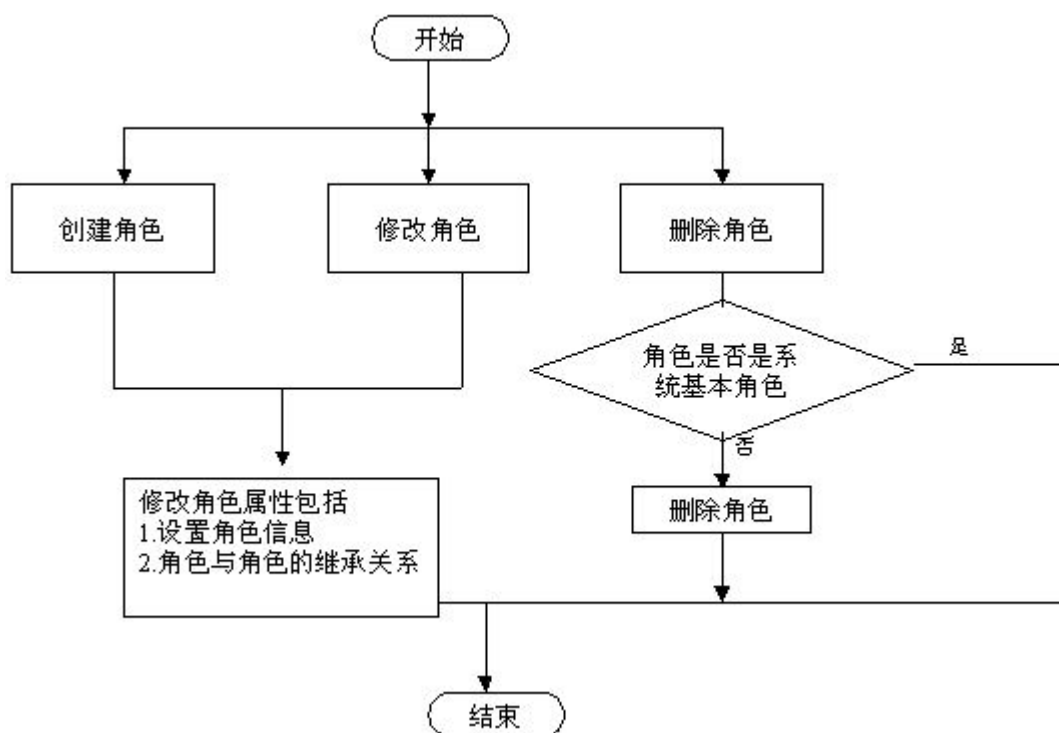 开始
创建角色
修改角色
删除角色
角色是否是系
统基本角色
是
否
修改角色属性包括
1.设置角色信息
2.角色与角色的继承关系
删除角色
结束